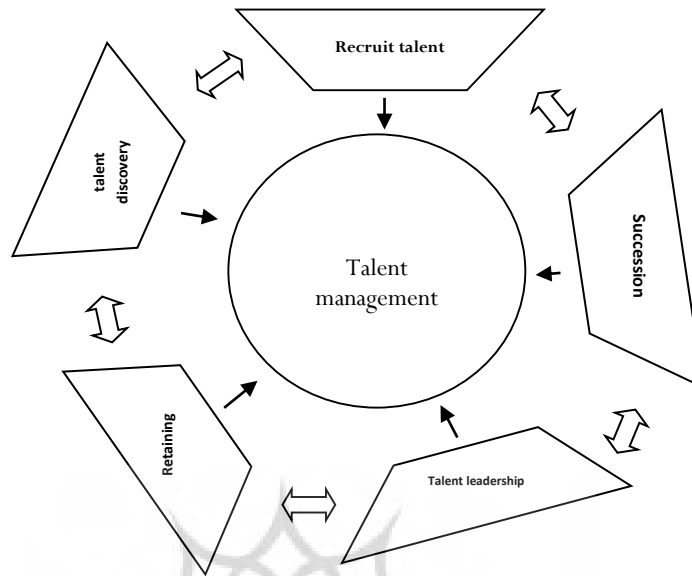 Recruit talent
talent
discovery
Succession
Talent
management
Retaining
Talent leadership